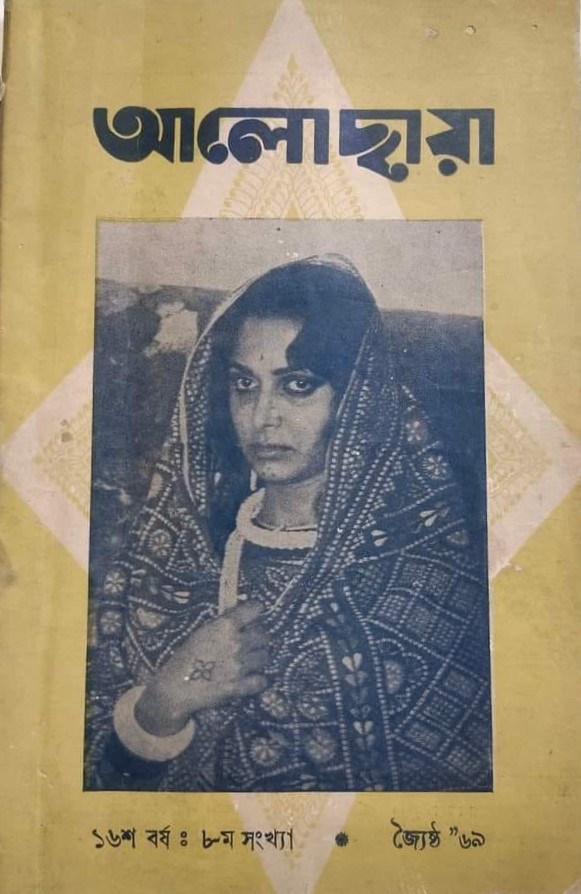 আলোছায়া
১৬শ বর্ষ : ৮-ম সংখ্যা ✹ জ্যৈষ্ঠ "৬৯